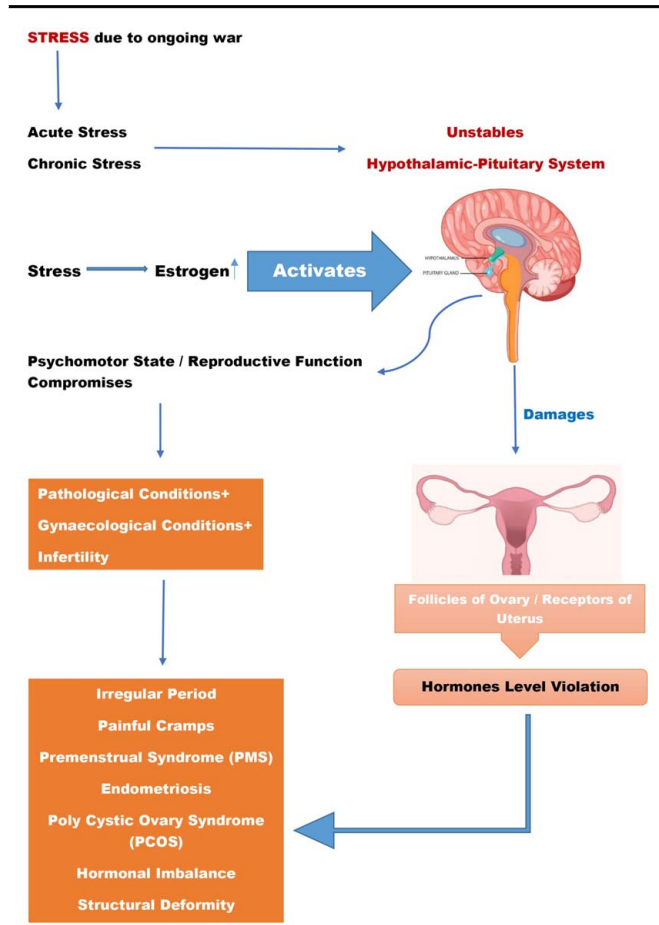 STRESS due to ongoing war
Acute Stress
Chronic Stress
Unstables
Hypothalamic-Pituitary System
Stress
Estrogen
Activates
HYPOTHALAMUS
PITUITARY GLAND
Psychomotor State / Reproductive Function
Compromises
Damages
Pathological Conditions+
Gynaecological Conditions+
Infertility
Follicles of Ovary / Receptors of
Uterus
Hormones Level Violation
Irregular Period
Painful Cramps
Premenstrual Syndrome (PMS)
Endometriosis
Poly Cystic Ovary Syndrome
(PCOS)
Hormonal Imbalance
Structural Deformity